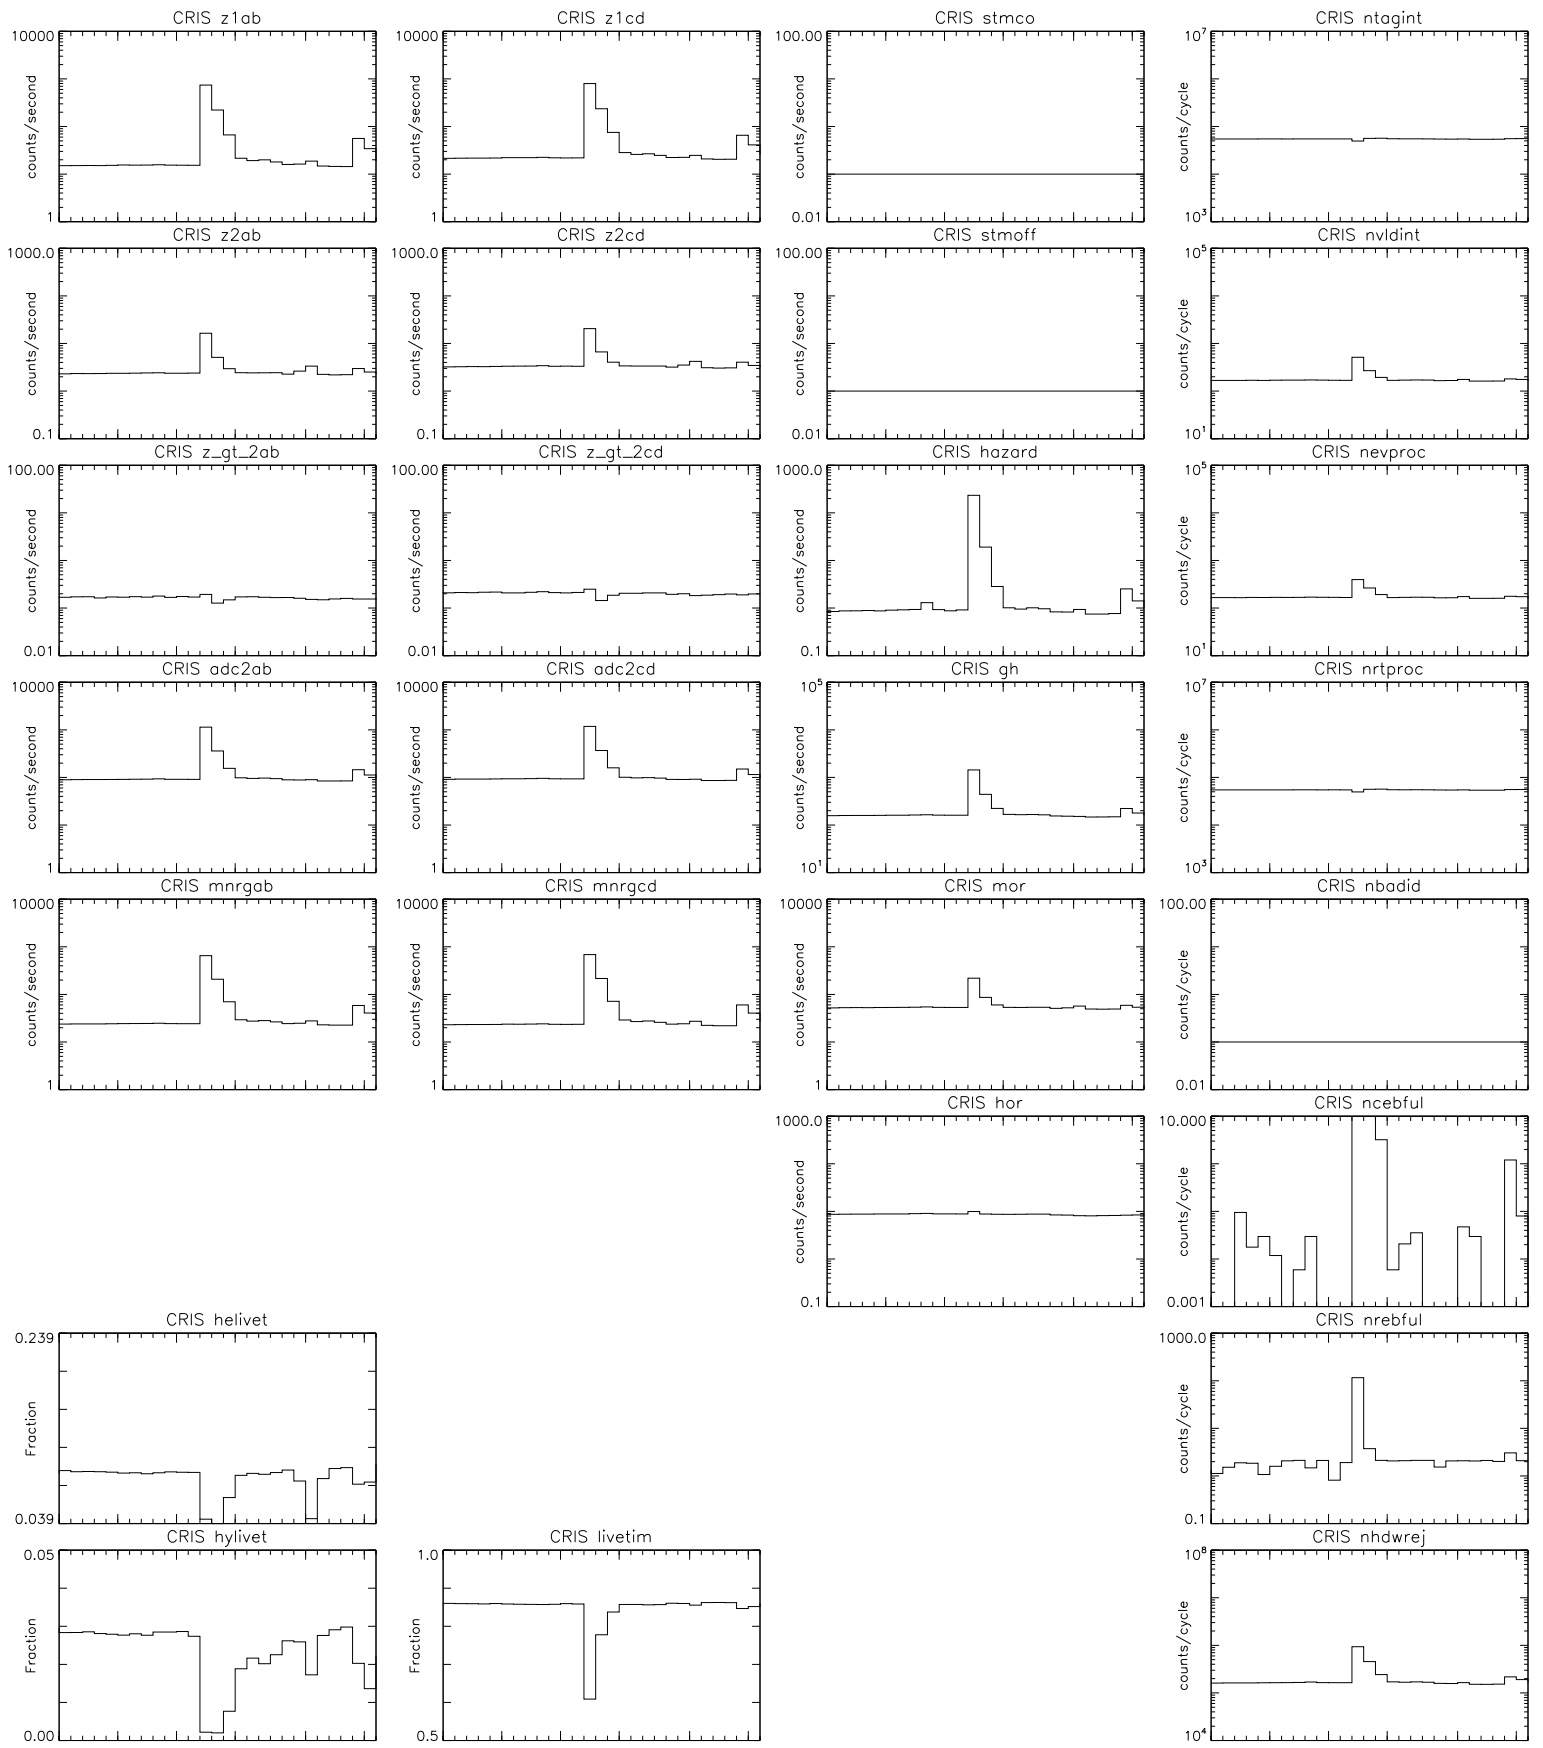 CRIS z1ab
10000
counts/second
1
CRIS z1cd
10000
counts/second
1
CRIS stmco
100.00
0.01
CRIS ntagint
10⁷
counts/cycle
10³
CRIS z2ab
1000.0
counts/second
0.1
CRIS z2cd
1000.0
counts/second
0.1
CRIS stmoff
100.00
0.01
CRIS nvldint
10⁵
counts/cycle
10¹
CRIS z_gt_2ab
100.00
counts/second
0.01
CRIS z_gt_2cd
100.00
counts/second
0.01
CRIS hazard
1000.0
counts/second
0.1
CRIS nevproc
10⁵
counts/cycle
10¹
CRIS adc2ab
10000
counts/second
1
CRIS adc2cd
10000
counts/second
1
CRIS gh
10⁵
counts/second
10¹
CRIS nrtproc
10⁷
counts/cycle
10³
CRIS mnrgab
10000
counts/second
1
CRIS mnrgcd
10000
counts/second
1
CRIS mor
10000
counts/second
1
CRIS nbadid
100.00
counts/cycle
0.01
CRIS hor
1000.0
counts/second
0.1
CRIS ncebful
10.000
counts/cycle
0.001
CRIS helivet
0.239
Fraction
0.039
CRIS nrebful
1000.0
counts/cycle
0.1
CRIS hylivet
0.05
Fraction
0.00
CRIS livetim
1.0
Fraction
0.5
CRIS nhdwrej
10⁸
counts/cycle
10⁴